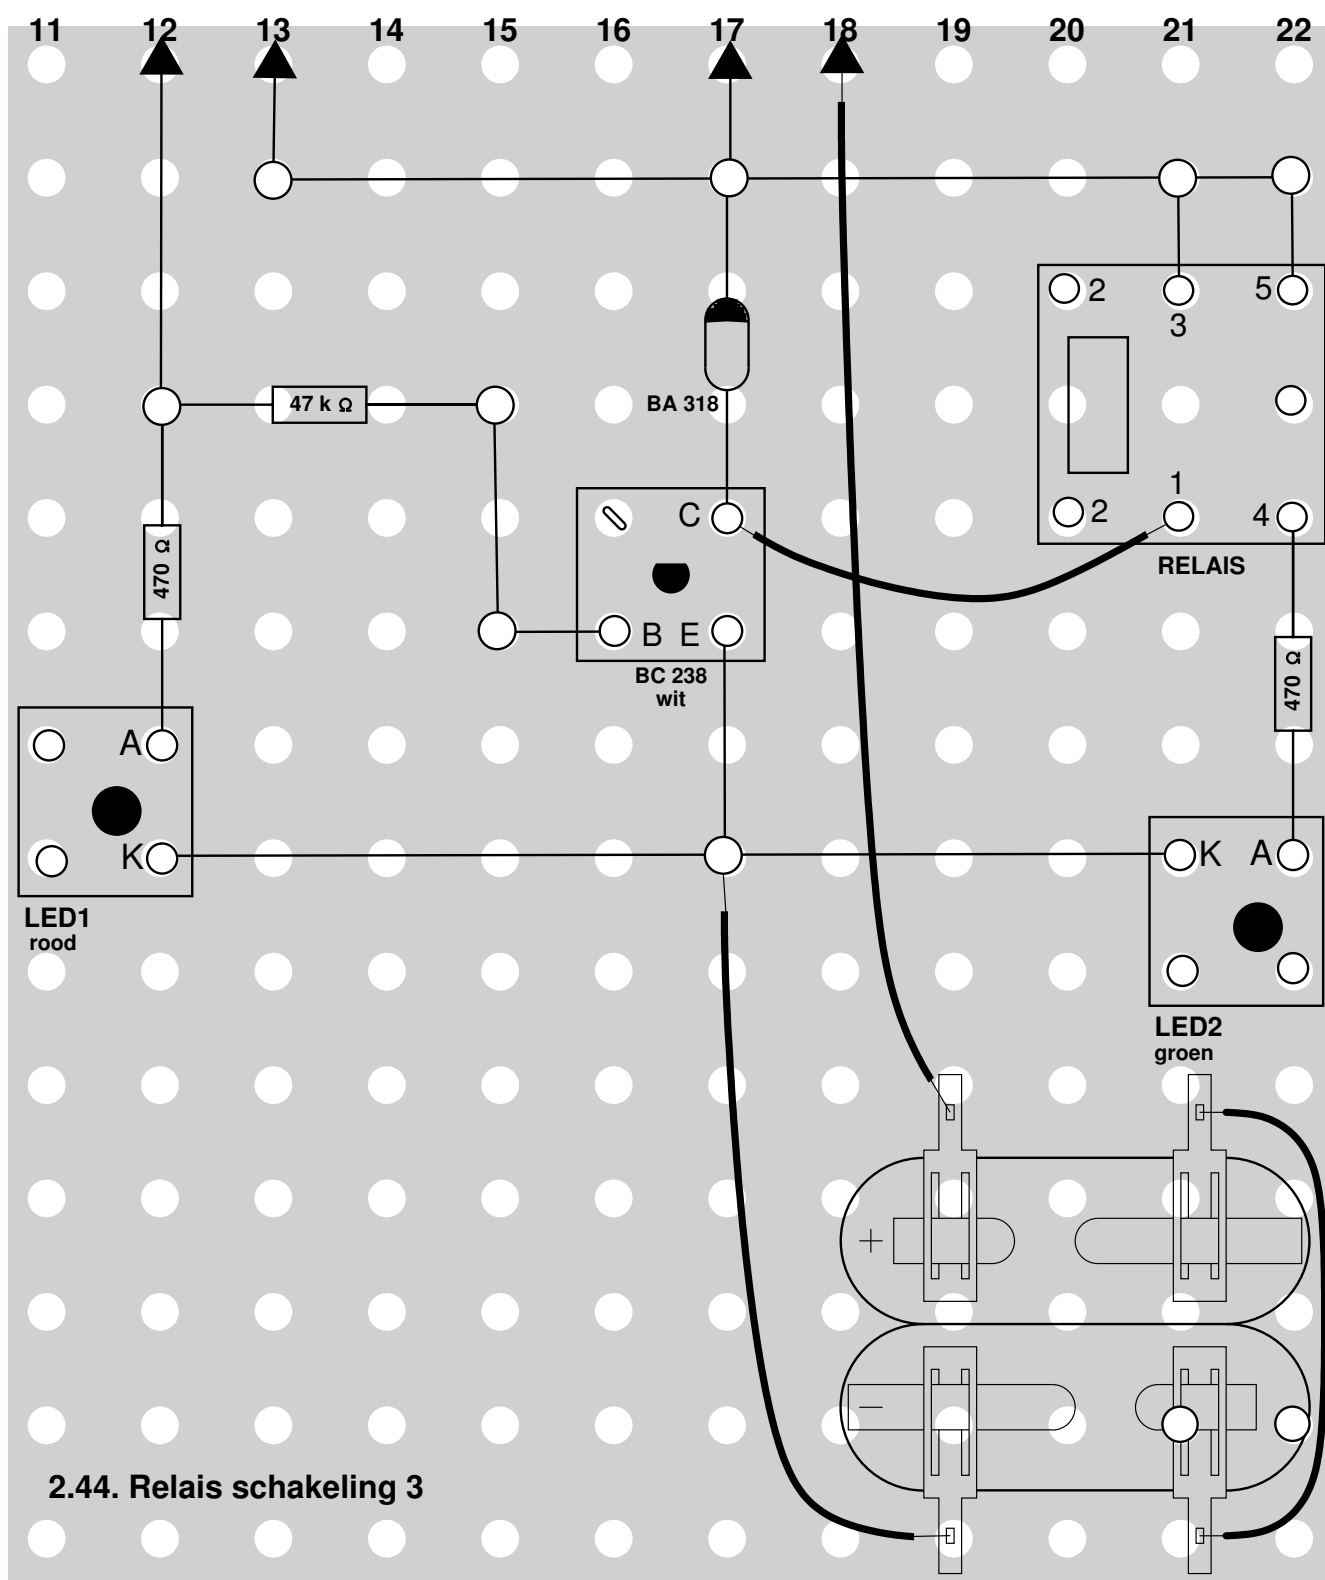 11 12 13 14 15 16 17 18 19 20 21 22
2 3 5
47 k Ω
BA 318
C
2 1 4
RELAIS
470 Ω
B E
BC 238
wit
470 Ω
A
K
K A
LED1
rood
LED2
groen
+
−
2.44. Relais schakeling 3